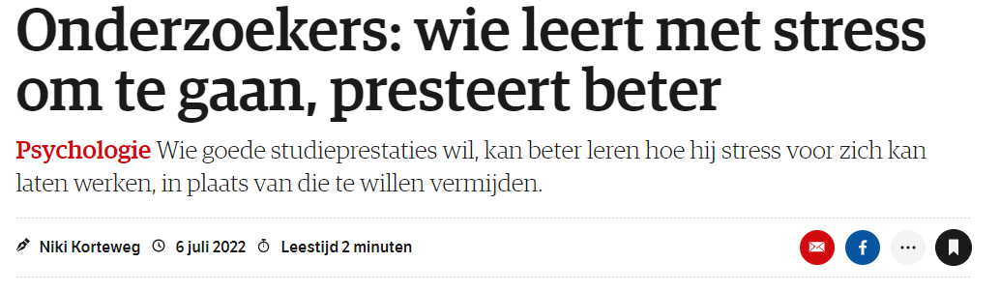 Onderzoekers: wie leert met stress
om te gaan, presteert beter
Psychologie Wie goede studieprestaties wil, kan beter leren hoe hij stress voor zich kan
laten werken, in plaats van die te willen vermijden.
Niki Korteweg 6 juli 2022 Leestijd 2 minuten